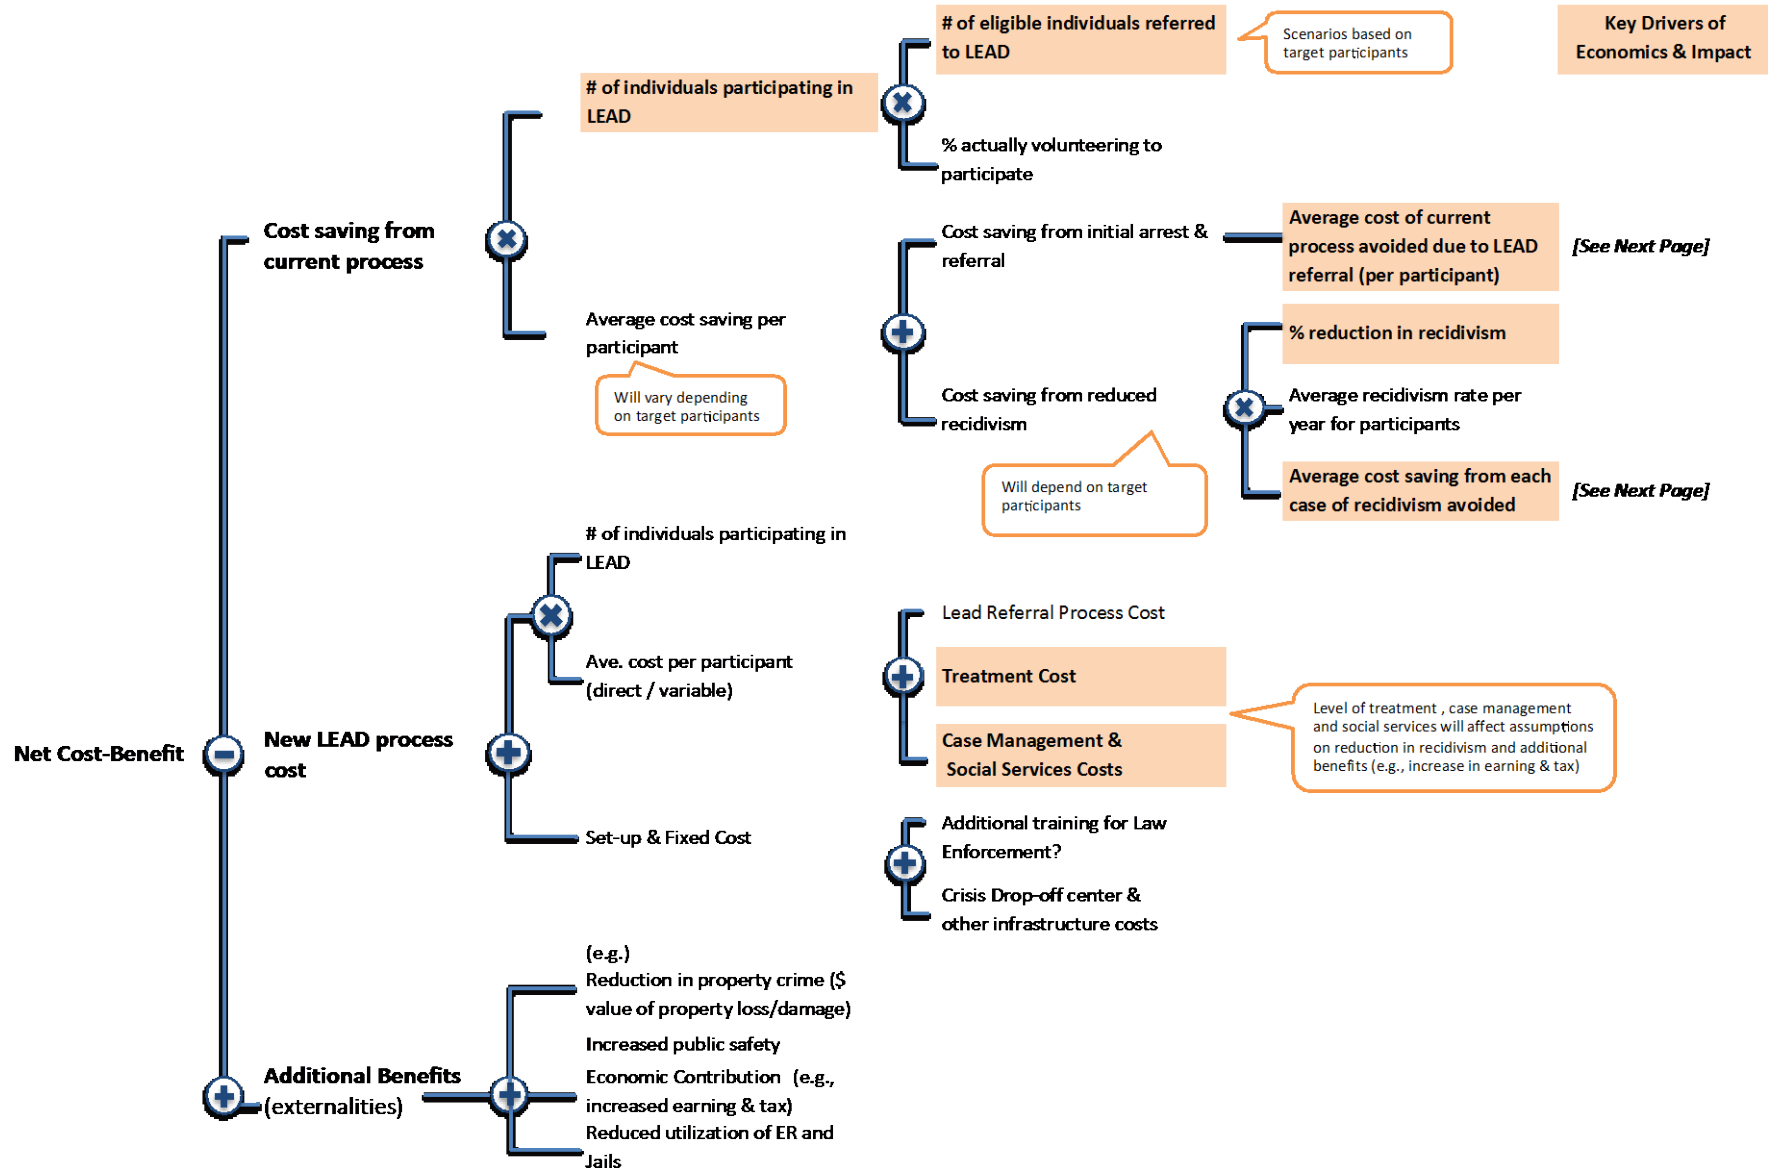 # of eligible individuals referred
to LEAD
Scenarios based on
target participants
Key Drivers of
Economics & Impact
# of individuals participating in
LEAD
% actually volunteering to
participate
Cost saving from
current process
Cost saving from initial arrest &
referral
Average cost of current
process avoided due to LEAD
referral (per participant)
[See Next Page]
Average cost saving per
participant
Will vary depending
on target participants
% reduction in recidivism
Cost saving from reduced
recidivism
Average recidivism rate per
year for participants
Will depend on target
participants
Average cost saving from each
case of recidivism avoided
[See Next Page]
# of individuals participating in
LEAD
Lead Referral Process Cost
Ave. cost per participant
(direct / variable)
Treatment Cost
Net Cost-Benefit
New LEAD process
cost
Case Management &
Social Services Costs
Level of treatment , case management
and social services will affect assumptions
on reduction in recidivism and additional
benefits (e.g., increase in earning & tax)
Set-up & Fixed Cost
Additional training for Law
Enforcement?
Crisis Drop-off center &
other infrastructure costs
(e.g.)
Reduction in property crime ($
value of property loss/damage)
Increased public safety
Additional Benefits
(externalities)
Economic Contribution (e.g.,
increased earning & tax)
Reduced utilization of ER and
Jails